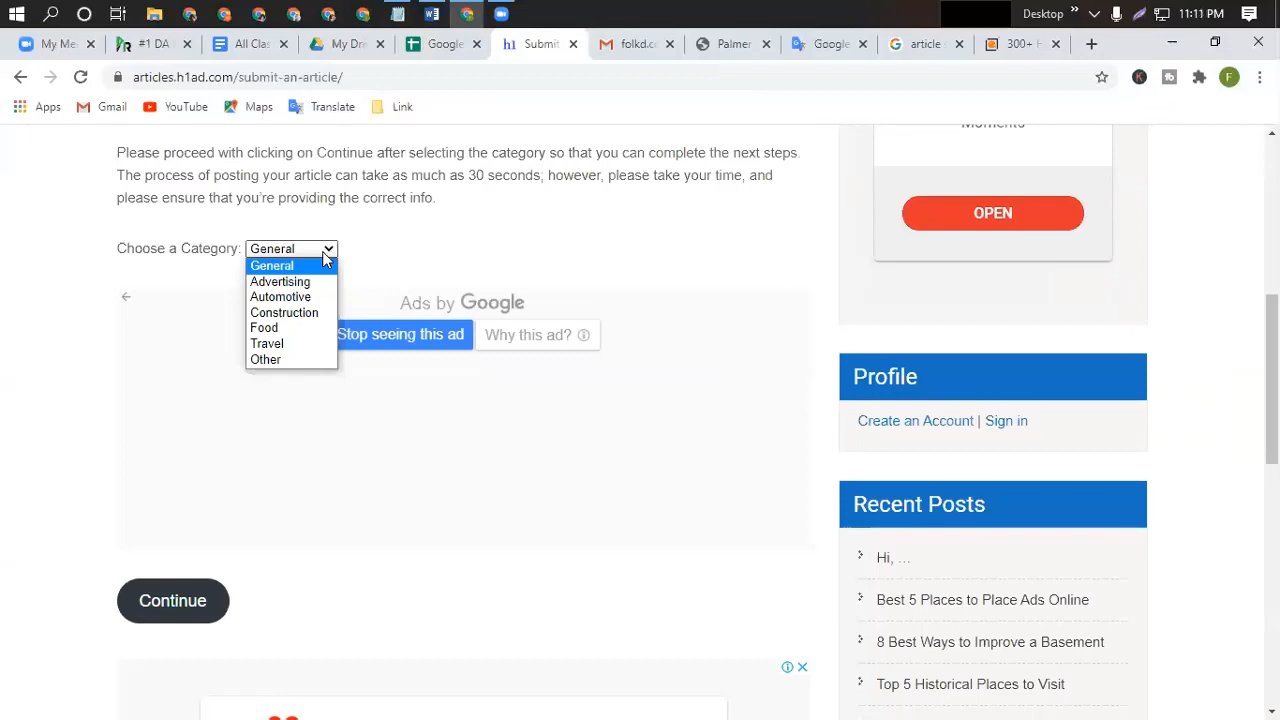 Desktop
»
11:11 PM
My Me
#1 DA
All Clas
My Driv
Google
h1
Submit
folkd.c
Palmer
Google
article s
300+ H
articles.h1ad.com/submit-an-article/
K
F
Apps
Gmail
YouTube
Maps
Translate
Link
Moments
Please proceed with clicking on Continue after selecting the category so that you can complete the next steps.
The process of posting your article can take as much as 30 seconds; however, please take your time, and
please ensure that you're providing the correct info.
OPEN
Choose a Category: General
General
Advertising
Automotive
Construction
Food
Travel
Other
Ads by Google
Stop seeing this ad
Why this ad?
Profile
Create an Account | Sign in
Recent Posts
Hi, …
Best 5 Places to Place Ads Online
8 Best Ways to Improve a Basement
Top 5 Historical Places to Visit
Continue